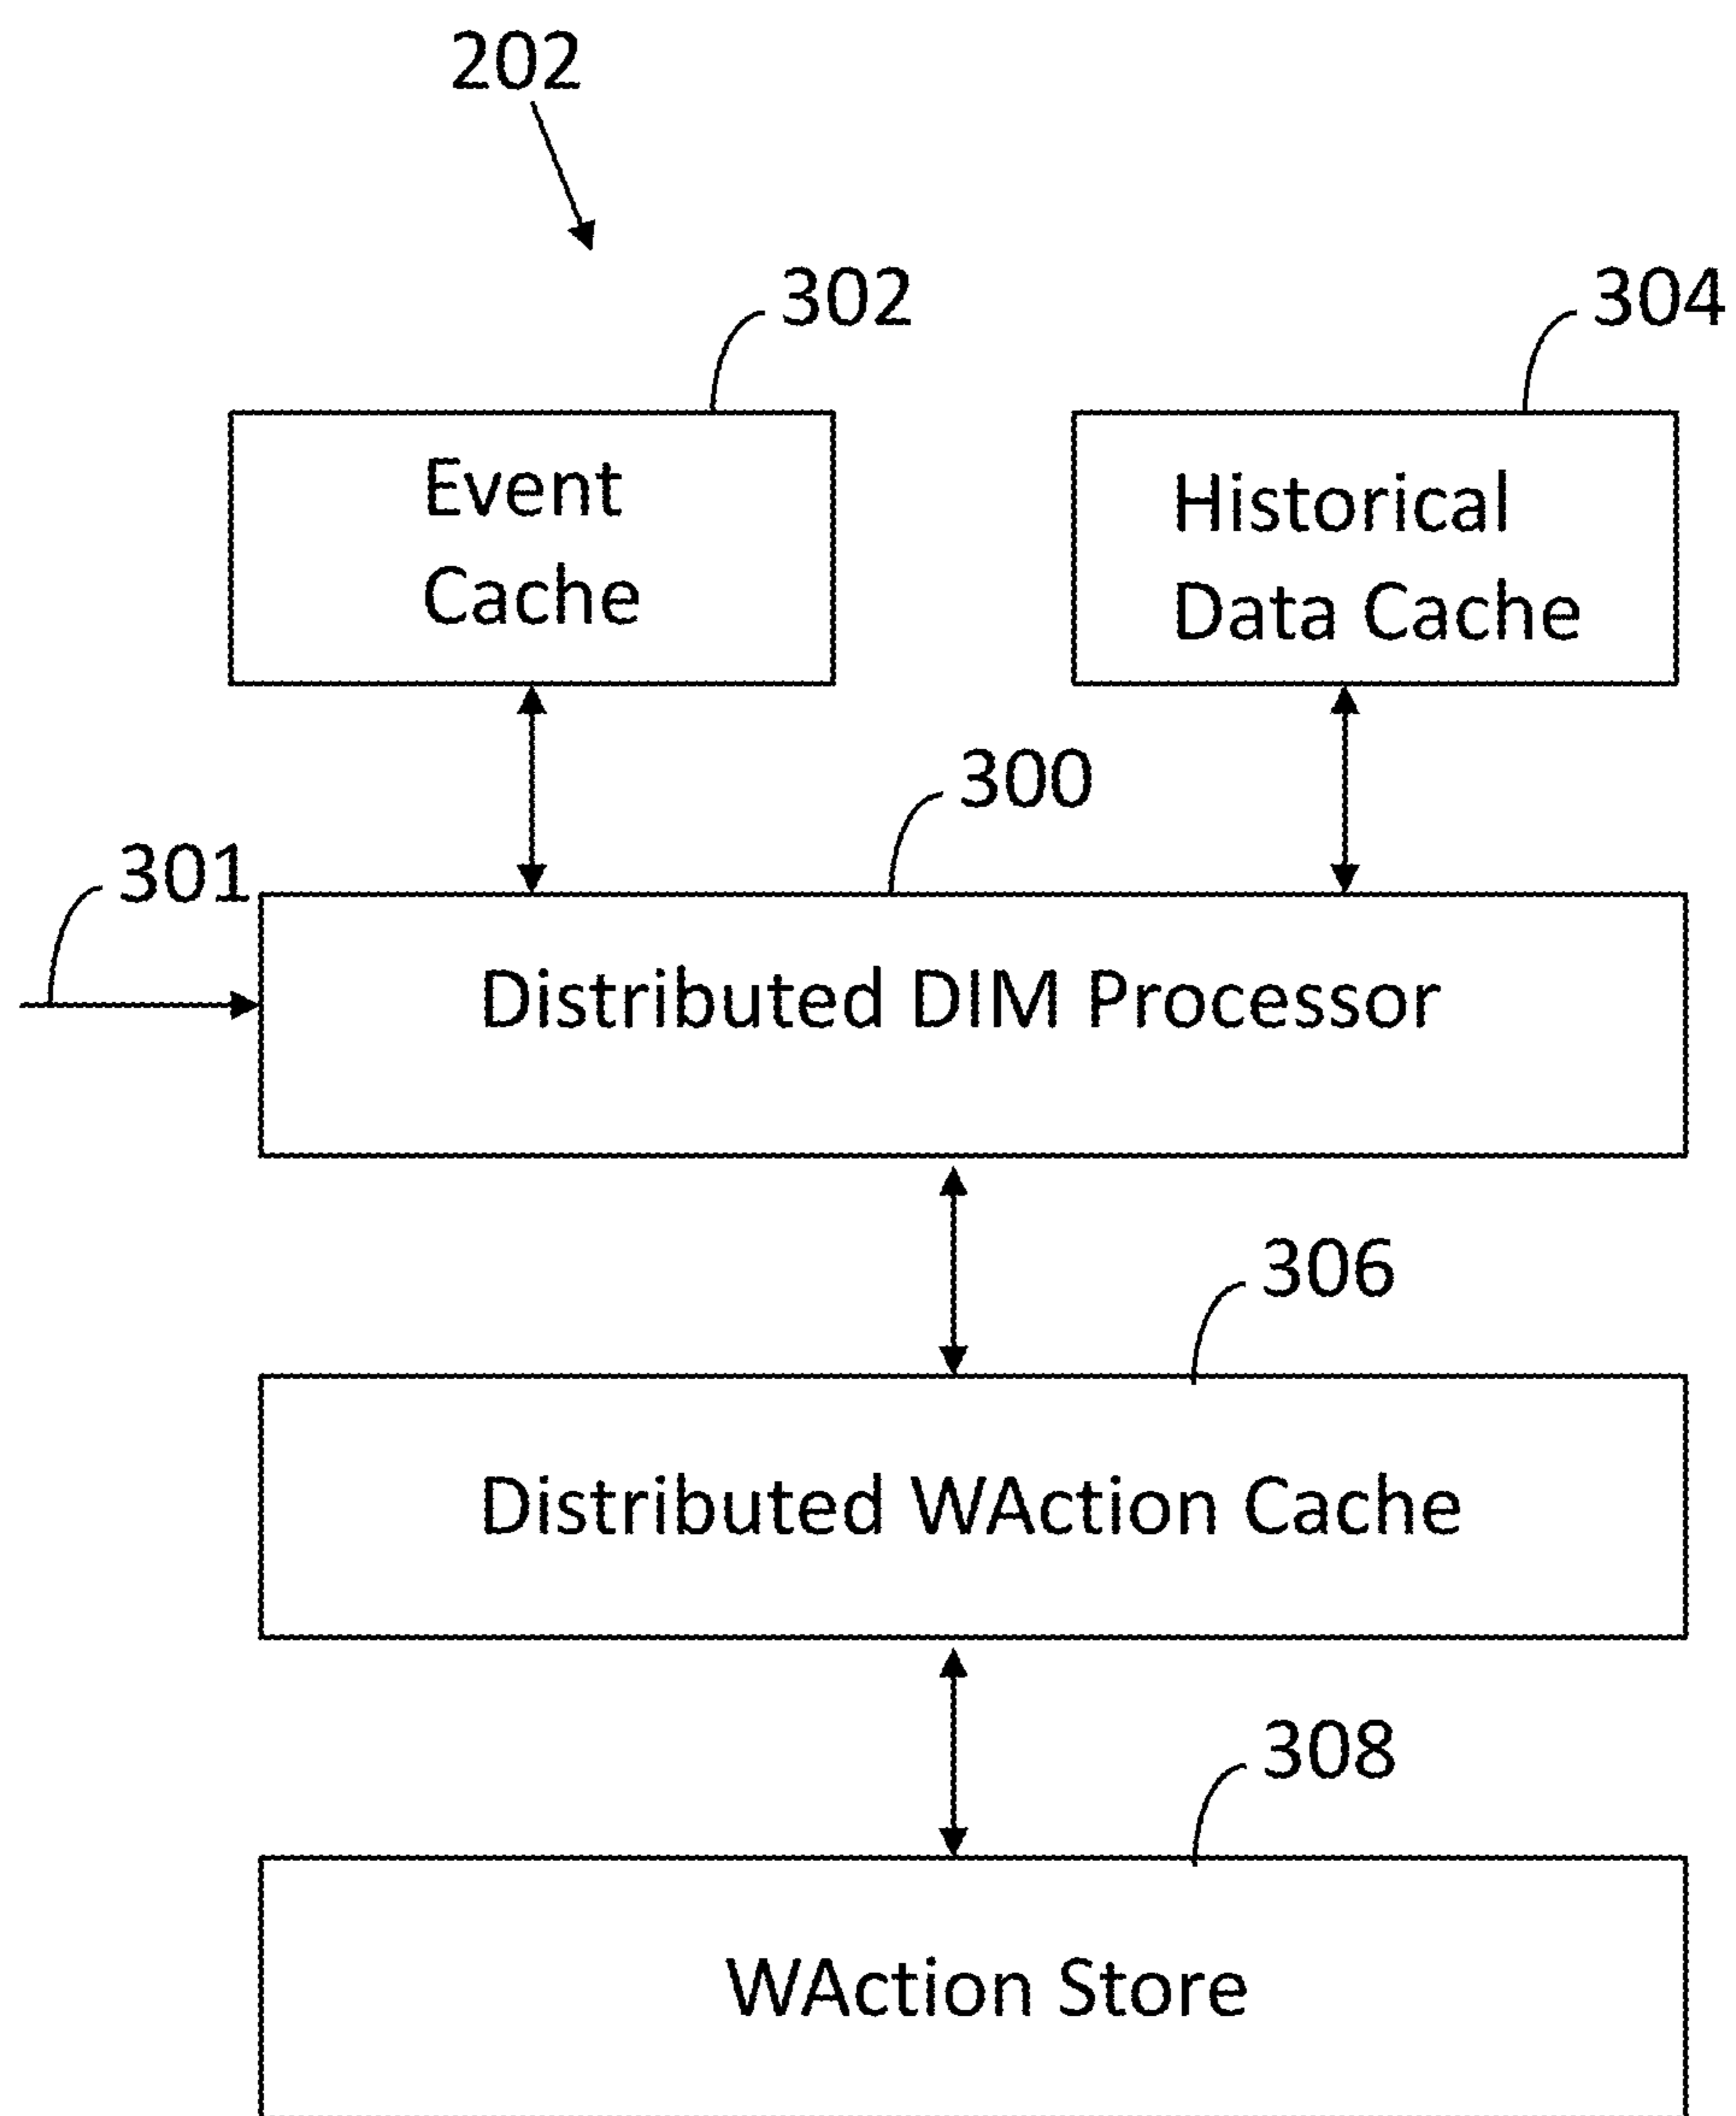 202
302
304
Event
Cache
Historical
Data Cache
300
301
Distributed DIM Processor
306
Distributed WAction Cache
308
WAction Store